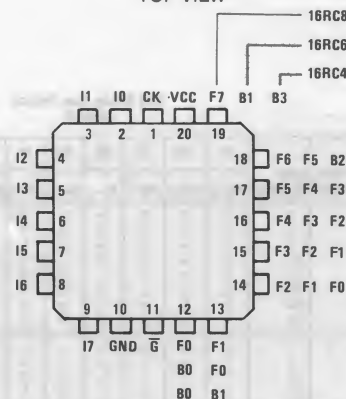 TOP VIEW
16RC8
16RC6
16RC4
I1 I0 CK VCC F7 B1 B3
3 2 1 20 19
I2 4 18 F6 F5 B2
I3 5 17 F5 F4 F3
I4 6 16 F4 F3 F2
I5 7 15 F3 F2 F1
I6 8 14 F2 F1 F0
9 10 11 12 13
I7 GND G̅ F0 F1
B0 F0
B0 B1